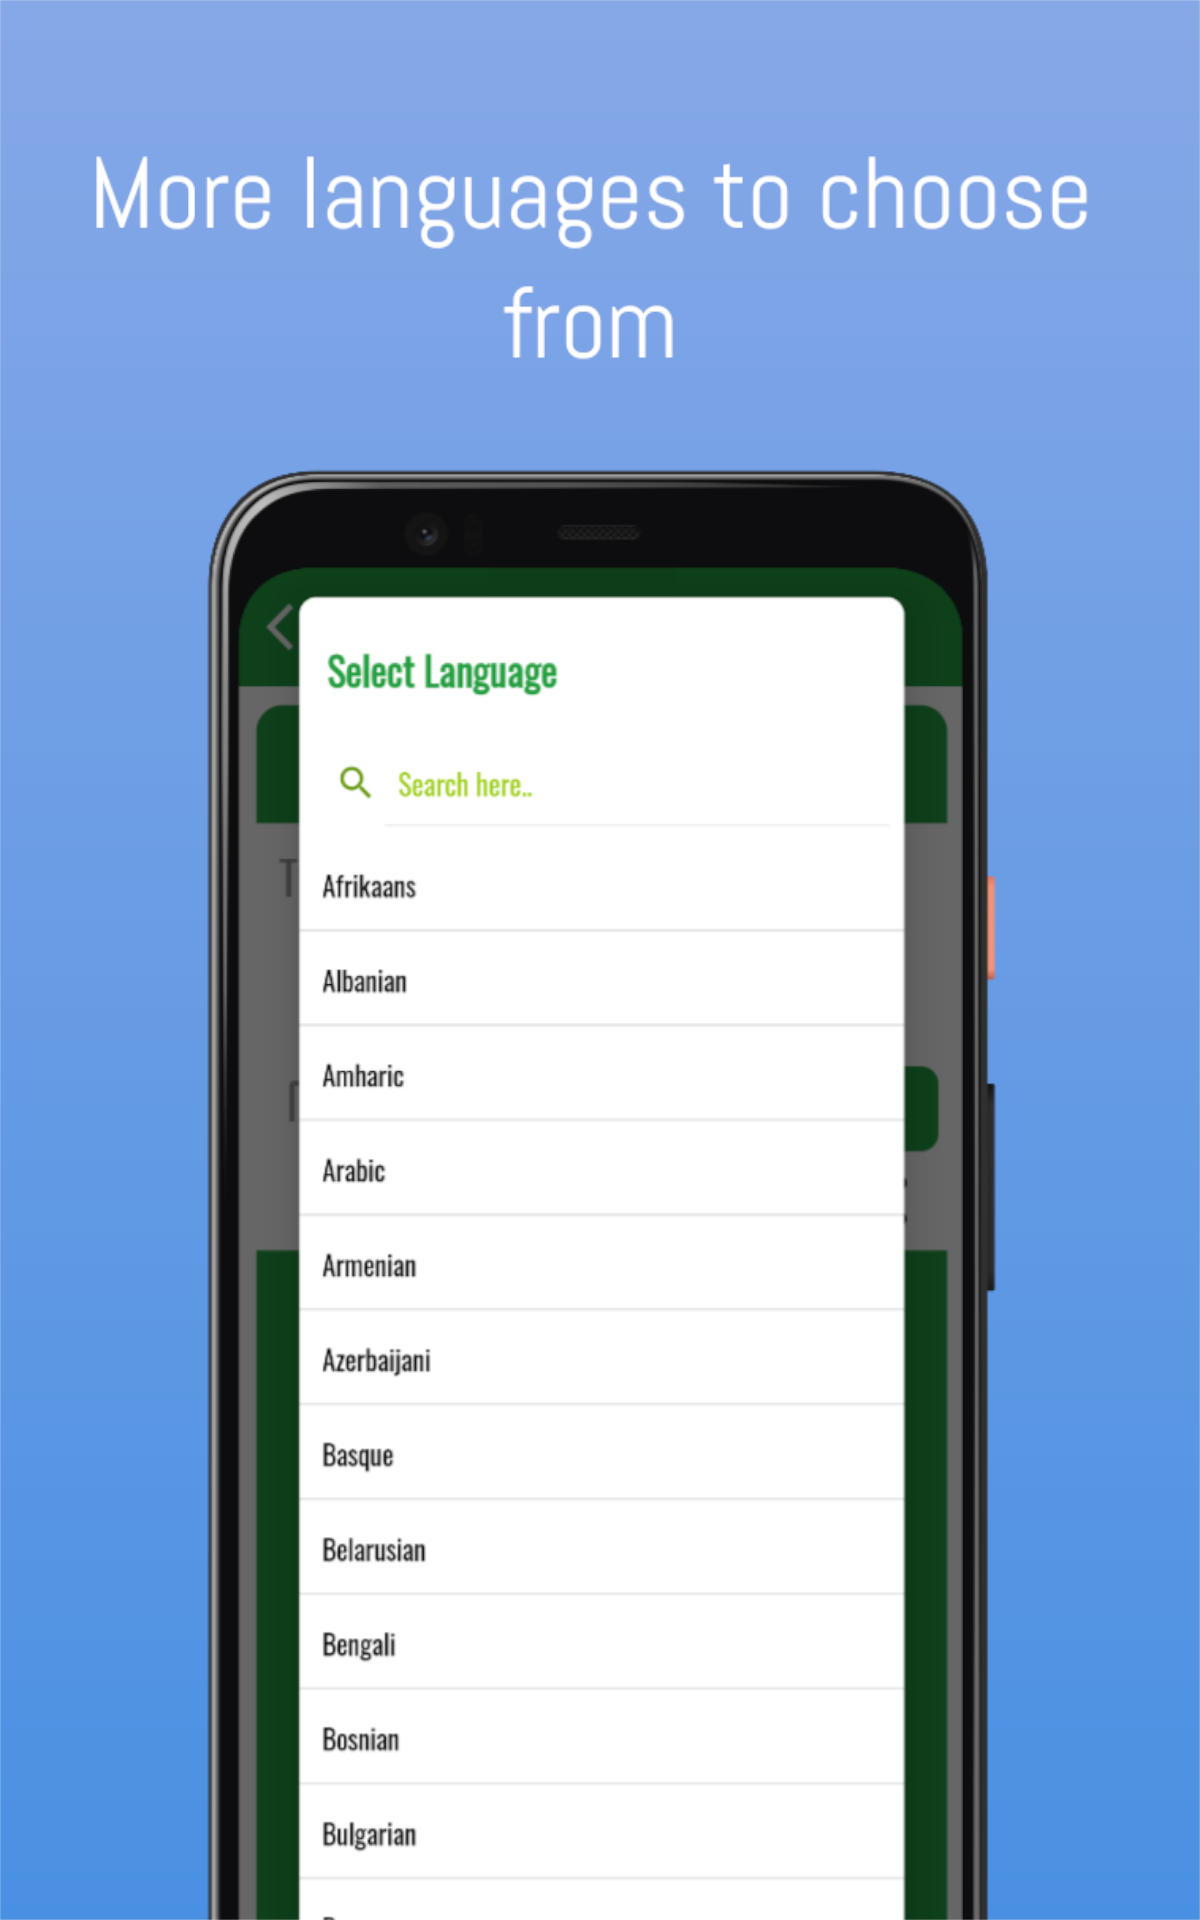 More languages to choose
from
Select Language
Search here..
Afrikaans
Albanian
Amharic
Arabic
Armenian
Azerbaijani
Basque
Belarusian
Bengali
Bosnian
Bulgarian